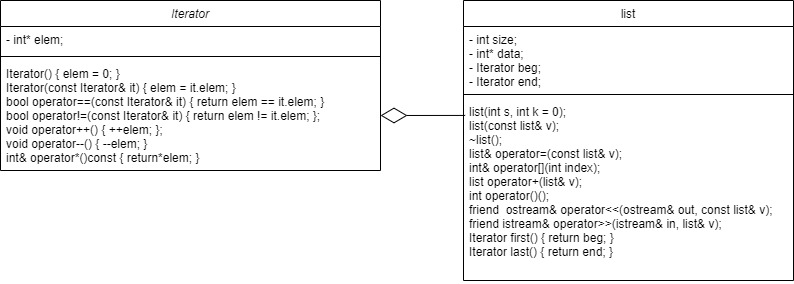 Iterator
- int* elem;
Iterator() { elem = 0; }
Iterator(const Iterator& it) { elem = it.elem; }
bool operator==(const Iterator& it) { return elem == it.elem; }
bool operator!=(const Iterator& it) { return elem != it.elem; };
void operator++() { ++elem; };
void operator--() { --elem; }
int& operator*()const { return*elem; }
list
- int size;
- int* data;
- Iterator beg;
- Iterator end;
list(int s, int k = 0);
list(const list& v);
~list();
list& operator=(const list& v);
int& operator[](int index);
list operator+(list& v);
int operator()();
friend  ostream& operator<<(ostream& out, const list& v);
friend istream& operator>>(istream& in, list& v);
Iterator first() { return beg; }
Iterator last() { return end; }